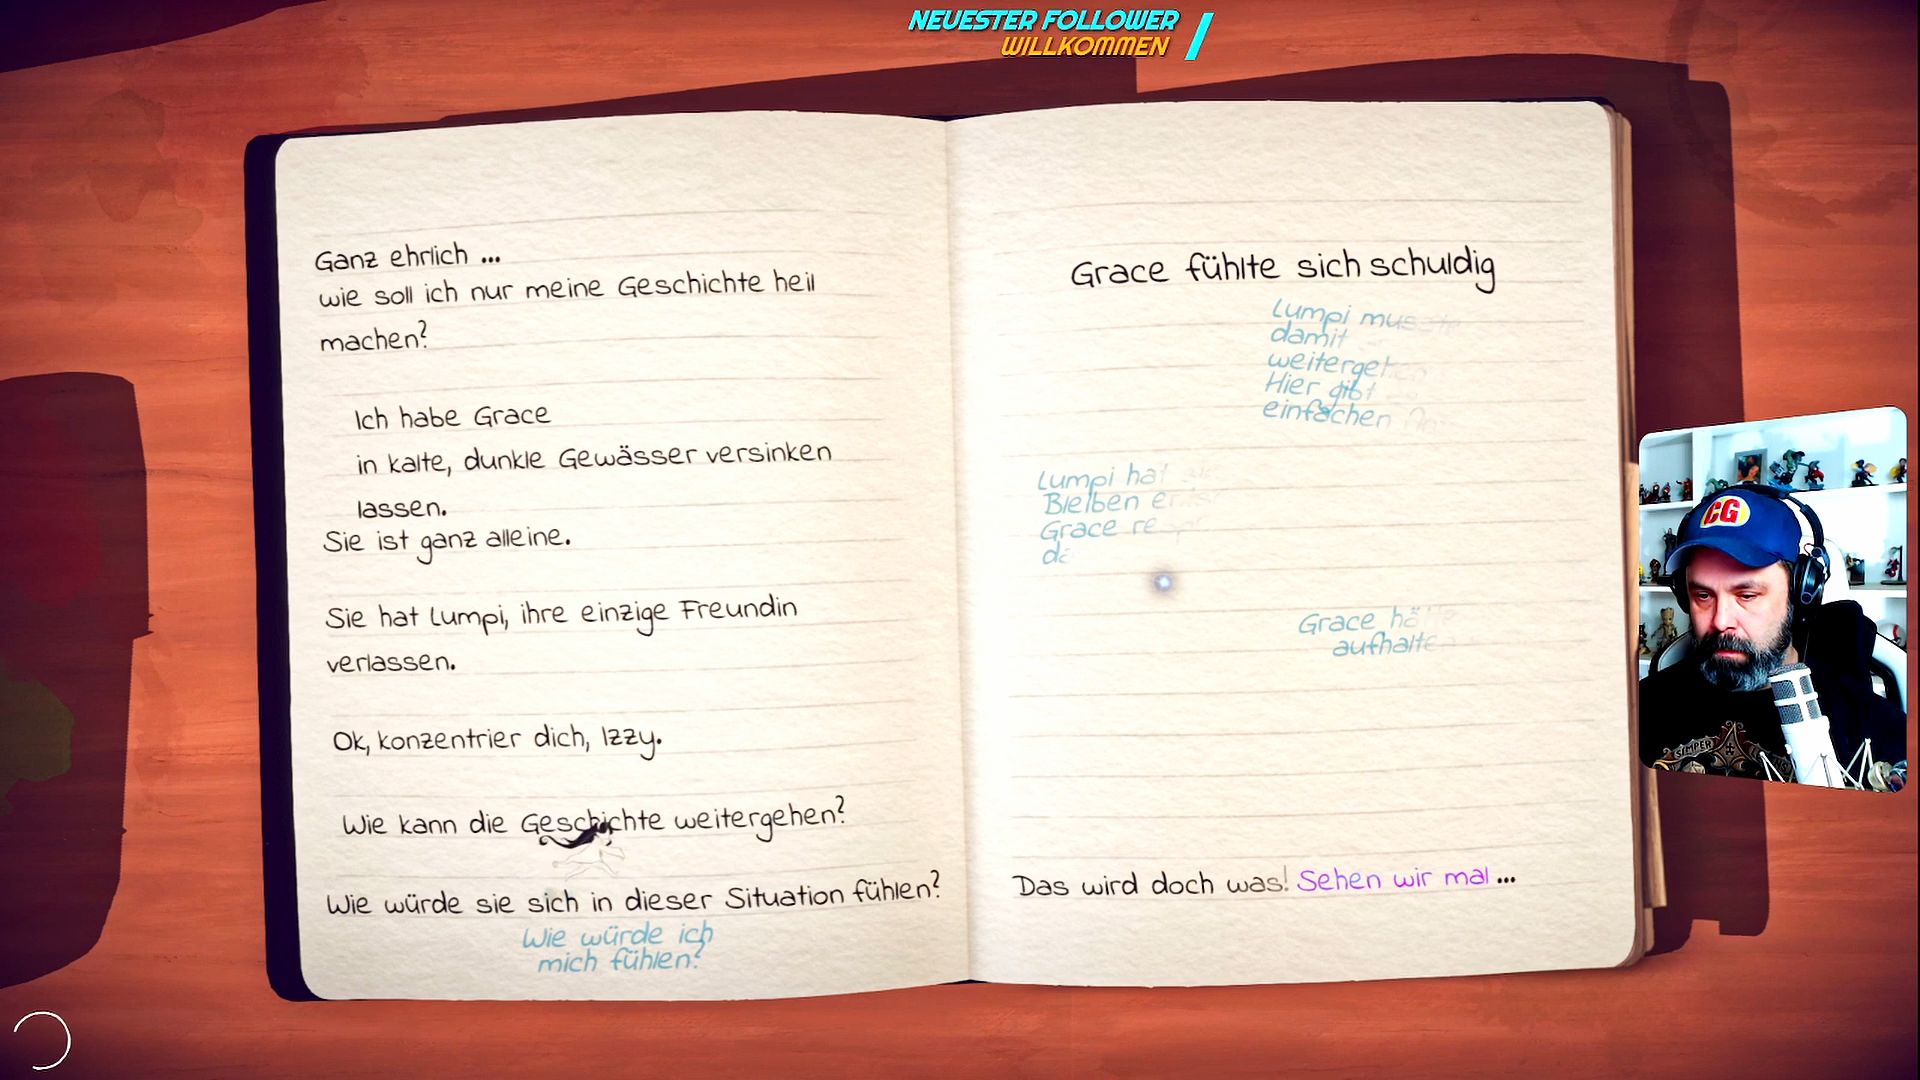 NEUESTER FOLLOWER
WILLKOMMEN
Ganz ehrlich ...
wie soll ich nur meine Geschichte heil
machen?
Ich habe Grace
in kalte, dunkle Gewässer versinken
lassen.
Sie ist ganz alleine.
Sie hat Lumpi, ihre einzige Freundin
verlassen.
Ok, konzentrier dich, Izzy.
Wie kann die Geschichte weitergehen?
Wie würde sie sich in dieser Situation fühlen?
Wie würde ich
mich fühlen?
Grace fühlte sich schuldig
Lumpi musste
damit
weitergehen
Hier gibt
einfachen
Lumpi hat
Bleiben
Grace
Grace
Das wird doch was! Sehen wir mal ...
CG
SEMPER